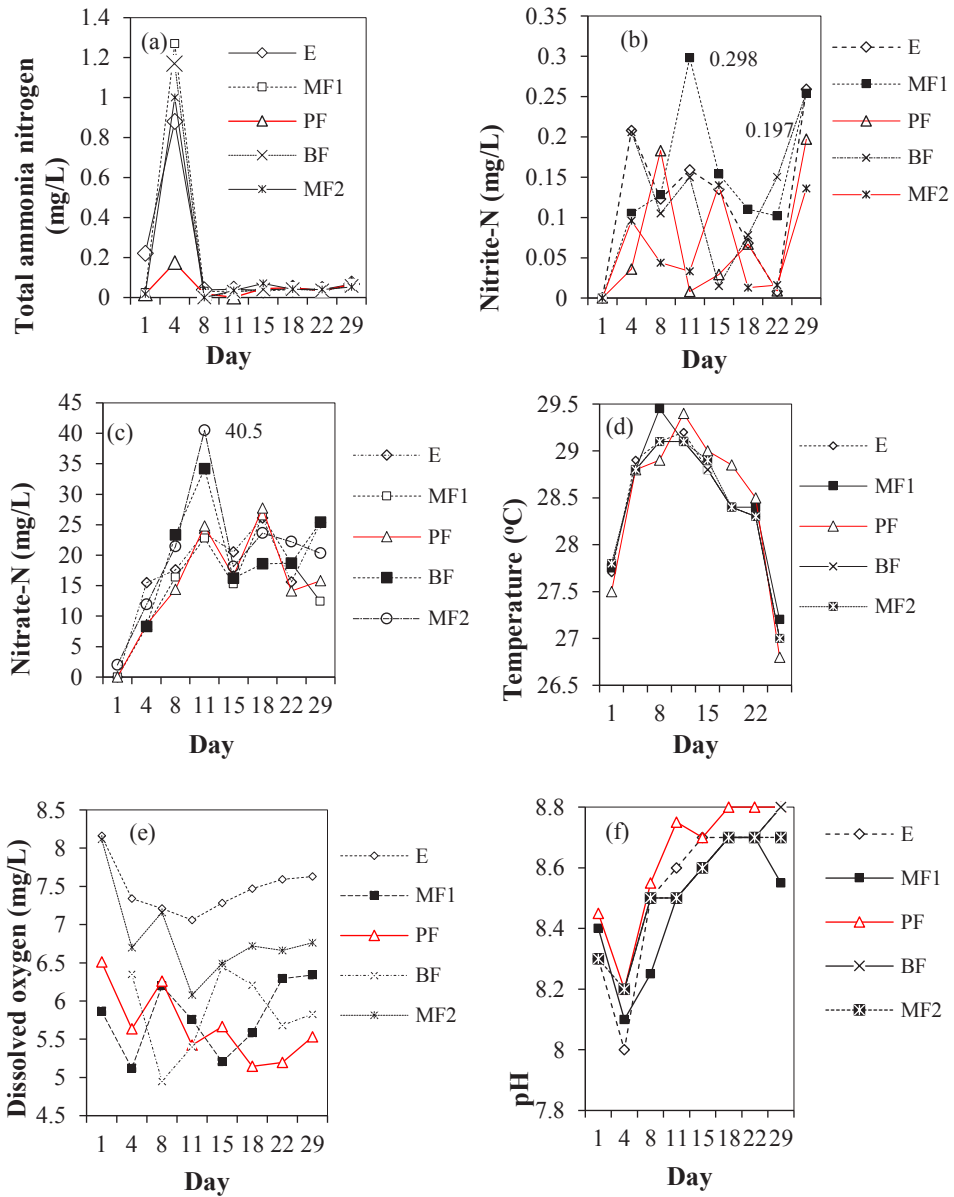 (a)
Total ammonia nitrogen
(mg/L)
1.4
1.2
1
0.8
0.6
0.4
0.2
0
1 4 8 11 15 18 22 29
Day
E
MF1
PF
BF
MF2
(b)
Nitrite-N (mg/L)
0.35
0.3
0.25
0.2
0.15
0.1
0.05
0
0.298
0.197
1 4 8 11 15 18 22 29
Day
E
MF1
PF
BF
MF2
(c)
Nitrate-N (mg/L)
45
40
35
30
25
20
15
10
5
0
40.5
1 4 8 11 15 18 22 29
Day
E
MF1
PF
BF
MF2
(d)
Temperature (°C)
29.5
29
28.5
28
27.5
27
26.5
1 8 15 22
Day
E
MF1
PF
BF
MF2
(e)
Dissolved oxygen (mg/L)
8.5
8
7.5
7
6.5
6
5.5
5
4.5
1 4 8 11 15 18 22 29
Day
E
MF1
PF
BF
MF2
(f)
pH
8.8
8.6
8.4
8.2
8
7.8
1 4 8 11 15 18 22 29
Day
E
MF1
PF
BF
MF2